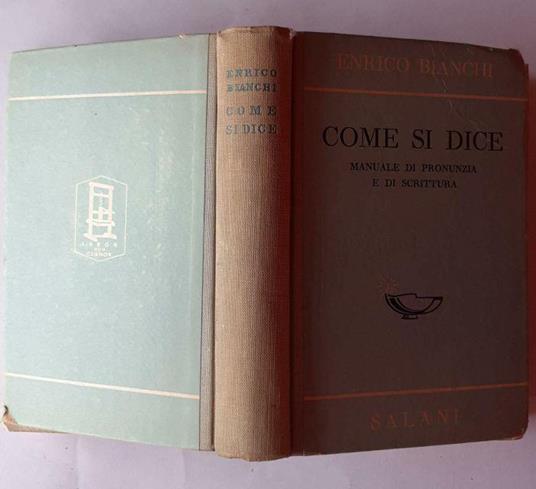 ENRICO
BIANCHI
COME
SI DICE
ENRICO BIANCHI
COME SI DICE
MANUALE DI PRONUNZIA
E DI SCRITTURA
SALANI